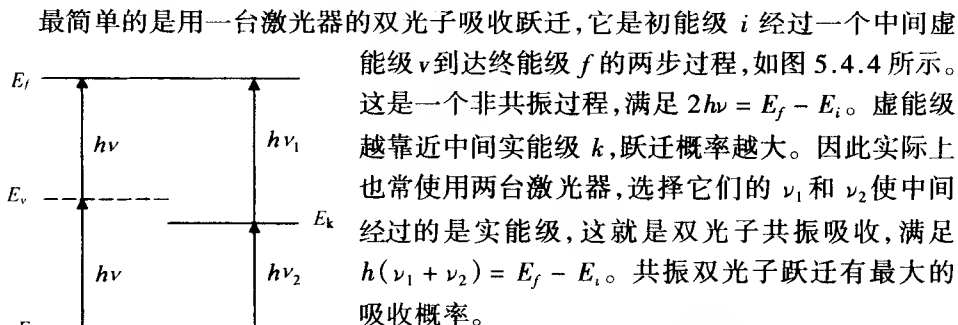 最简单的是用一台激光器的双光子吸收跃迁,它是初能级 i 经过一个中间虚
能级 v 到达终能级 f 的两步过程,如图 5.4.4 所示。
这是一个非共振过程,满足 2hν = E_f − E_i。虚能级
越靠近中间实能级 k,跃迁概率越大。因此实际上
也常使用两台激光器,选择它们的 ν₁和 ν₂使中间
经过的是实能级,这就是双光子共振吸收,满足
h(ν₁ + ν₂) = E_f − E_i。共振双光子跃迁有最大的
吸收概率。
E_f
hν
hν₁
E_v
E_k
hν
hν₂